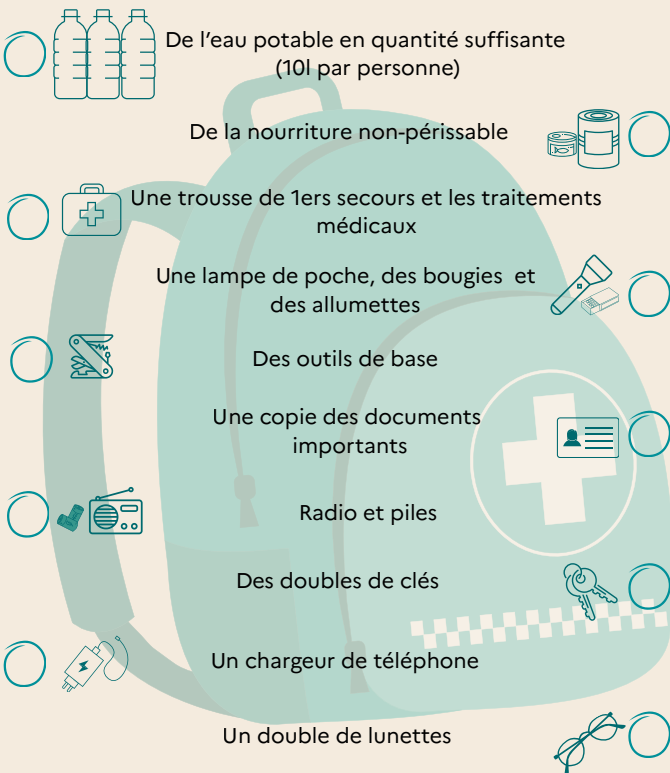 De l'eau potable en quantité suffisante
(10l par personne)
De la nourriture non-périssable
Une trousse de 1ers secours et les traitements
médicaux
Une lampe de poche, des bougies et
des allumettes
Des outils de base
Une copie des documents
importants
Radio et piles
Des doubles de clés
Un chargeur de téléphone
Un double de lunettes